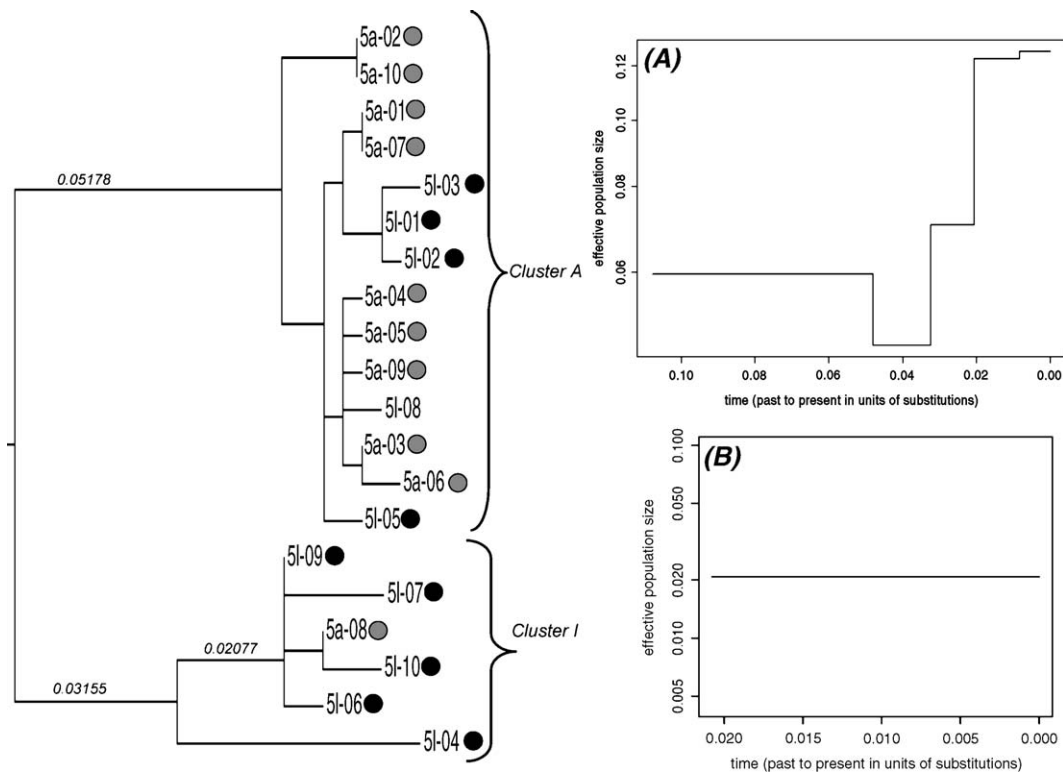 5a-02
5a-10
5a-01
5a-07
5l-03
5l-01
5l-02
5a-04
5a-05
5a-09
5l-08
5a-03
5a-06
5l-05
5l-09
5l-07
5a-08
5l-10
5l-06
5l-04
0.05178
0.02077
0.03155
Cluster A
Cluster I
(A)
effective population size
0.12
0.10
0.08
0.06
0.10 0.08 0.06 0.04 0.02 0.00
time (past to present in units of substitutions)
(B)
effective population size
0.100
0.050
0.020
0.010
0.005
0.020 0.015 0.010 0.005 0.000
time (past to present in units of substitutions)